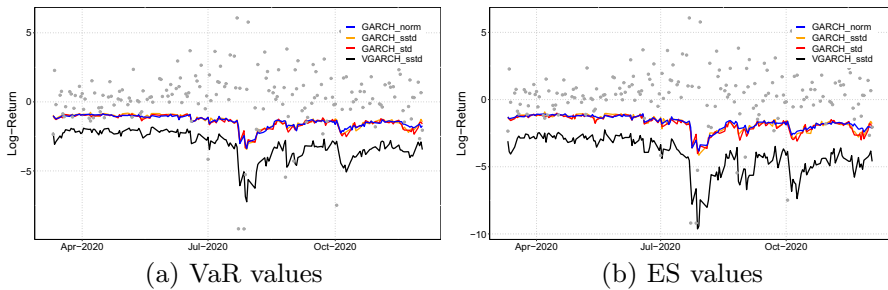 GARCH_norm
GARCH_sstd
GARCH_std
VGARCH_sstd
5
0
−5
Log−Return
Apr−2020
Jul−2020
Oct−2020
(a) VaR values
GARCH_norm
GARCH_sstd
GARCH_std
VGARCH_sstd
5
0
−5
−10
Log−Return
Apr−2020
Jul−2020
Oct−2020
(b) ES values